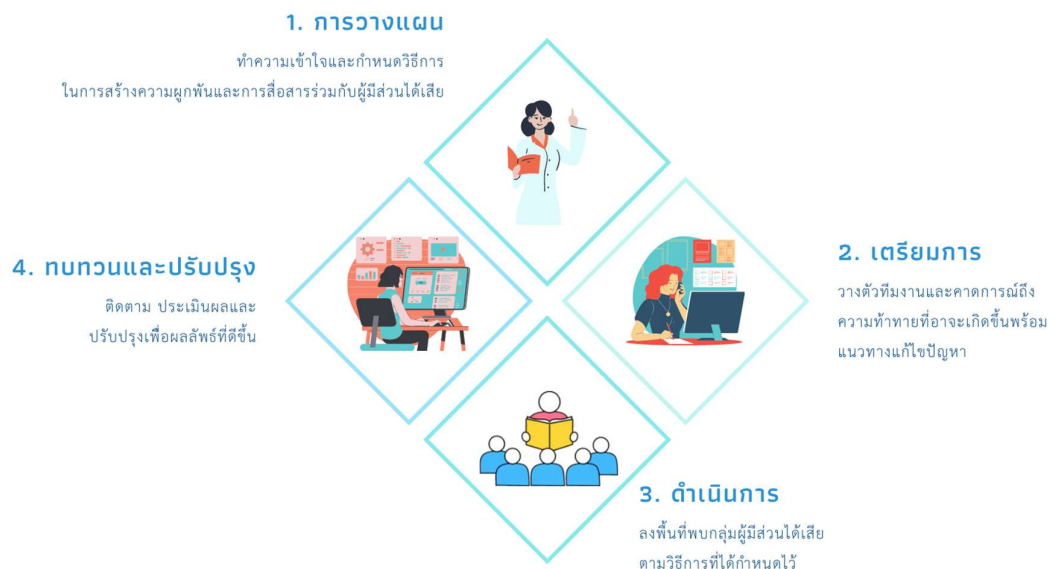 1. การวางแผน
ทำความเข้าใจและกำหนดวิธีการ
ในการสร้างความผูกพันและการสื่อสารร่วมกับผู้มีส่วนได้เสีย
2. เตรียมการ
วางตัวทีมงานและคาดการณ์ถึง
ความท้าทายที่อาจะเกิดขึ้นพร้อม
แนวทางแก้ไขปัญหา
3. ดำเนินการ
ลงพื้นที่พบกลุ่มผู้มีส่วนได้เสีย
ตามวิธีการที่ได้กำหนดไว้
4. ทบทวนและปรับปรุง
ติดตาม ประเมินผลและ
ปรับปรุงเพื่อผลลัพธ์ที่ดีขึ้น